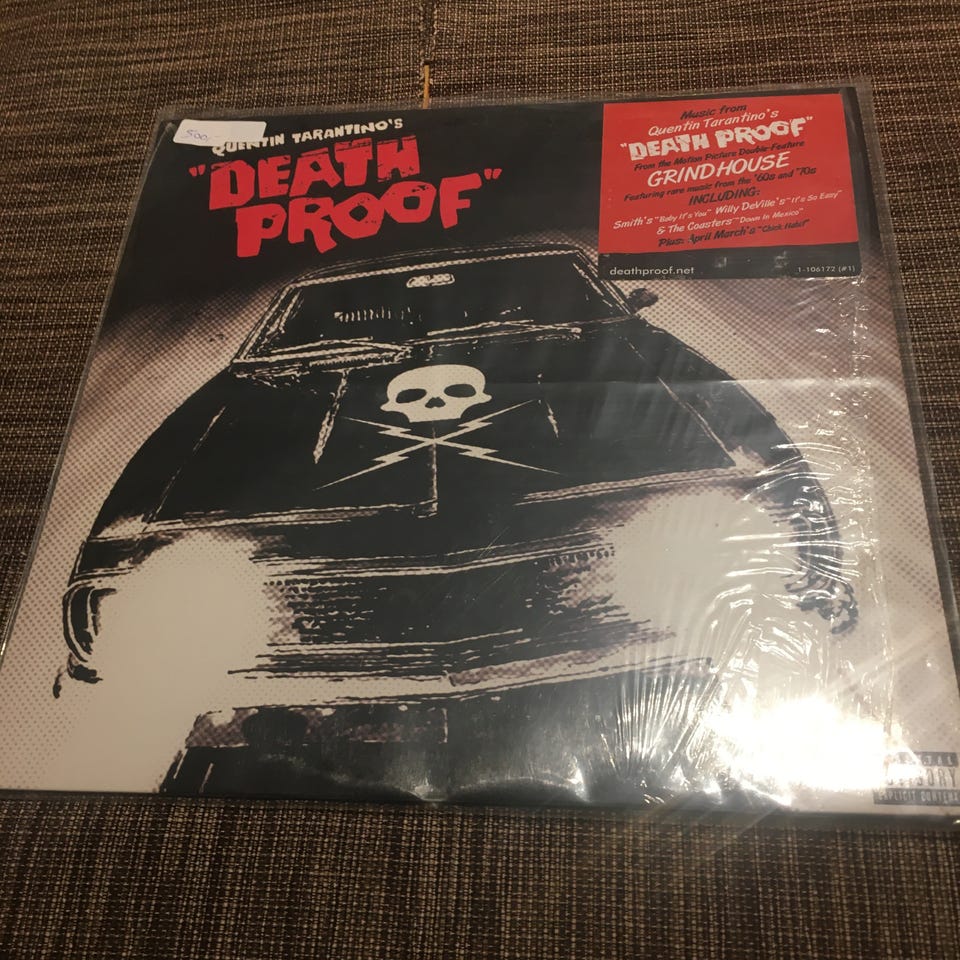 500.-
QUENTIN TARANTINO'S
"DEATH
PROOF"
Music from
Quentin Tarantino's
"DEATH PROOF"
From the Motion Picture Double-Feature
GRINDHOUSE
Featuring rare music from the '60s and '70s
INCLUDING:
Smith's "Baby It's You" Willy DeVille's "It's So Easy"
& The Coasters "Down In Mexico"
Plus: April March's "Chick Habit"
deathproof.net 1-106172 (#1)
EXPLICIT CONTENT